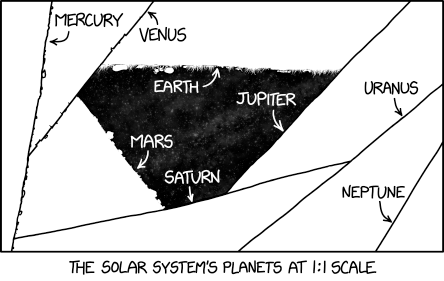 MERCURY
VENUS
EARTH
JUPITER
URANUS
MARS
SATURN
NEPTUNE
THE SOLAR SYSTEM'S PLANETS AT 1:1 SCALE